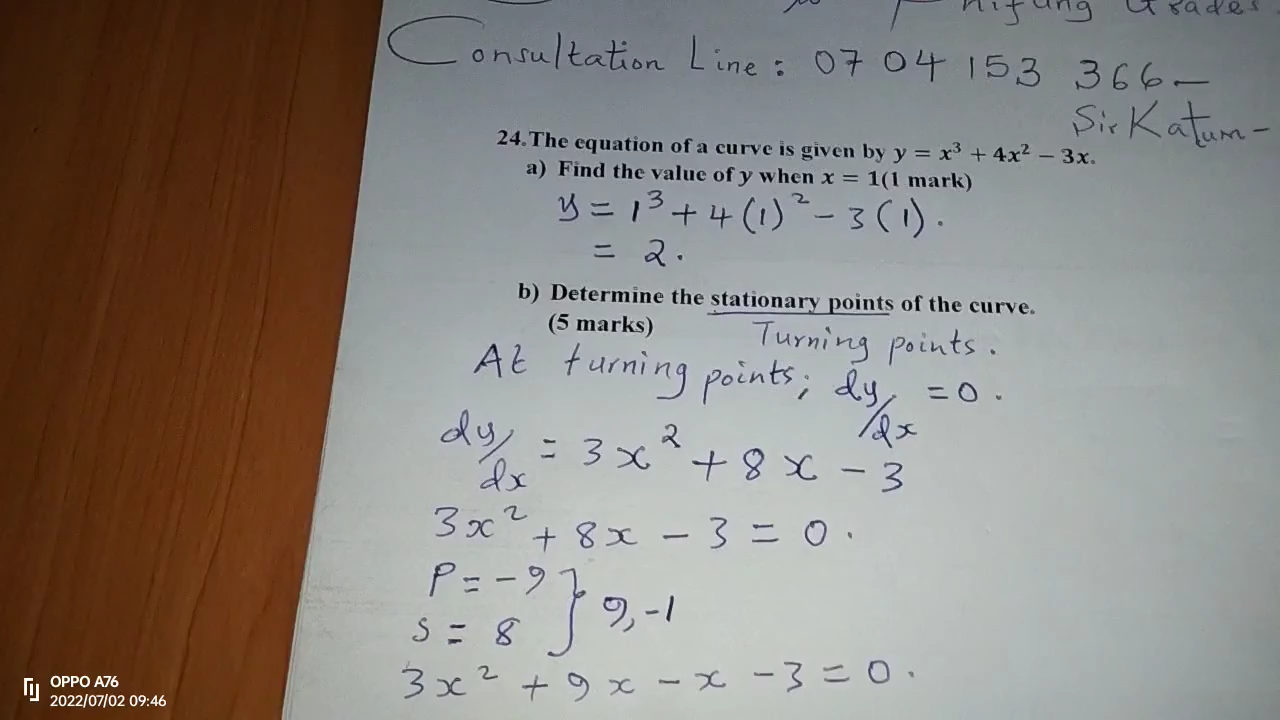 Grades
Consultation Line: 0704 153 366 -
Sir Katum -
24. The equation of a curve is given by y = x³ + 4x² − 3x.
a) Find the value of y when x = 1(1 mark)
y = 1³ + 4(1)² − 3(1).
= 2.
b) Determine the stationary points of the curve.
(5 marks) Turning points.
At turning points; dy/dx = 0.
dy/dx = 3x² + 8x − 3
3x² + 8x − 3 = 0.
P = −9 } 9, −1
S = 8
3x² + 9x − x − 3 = 0.
OPPO A76
2022/07/02 09:46